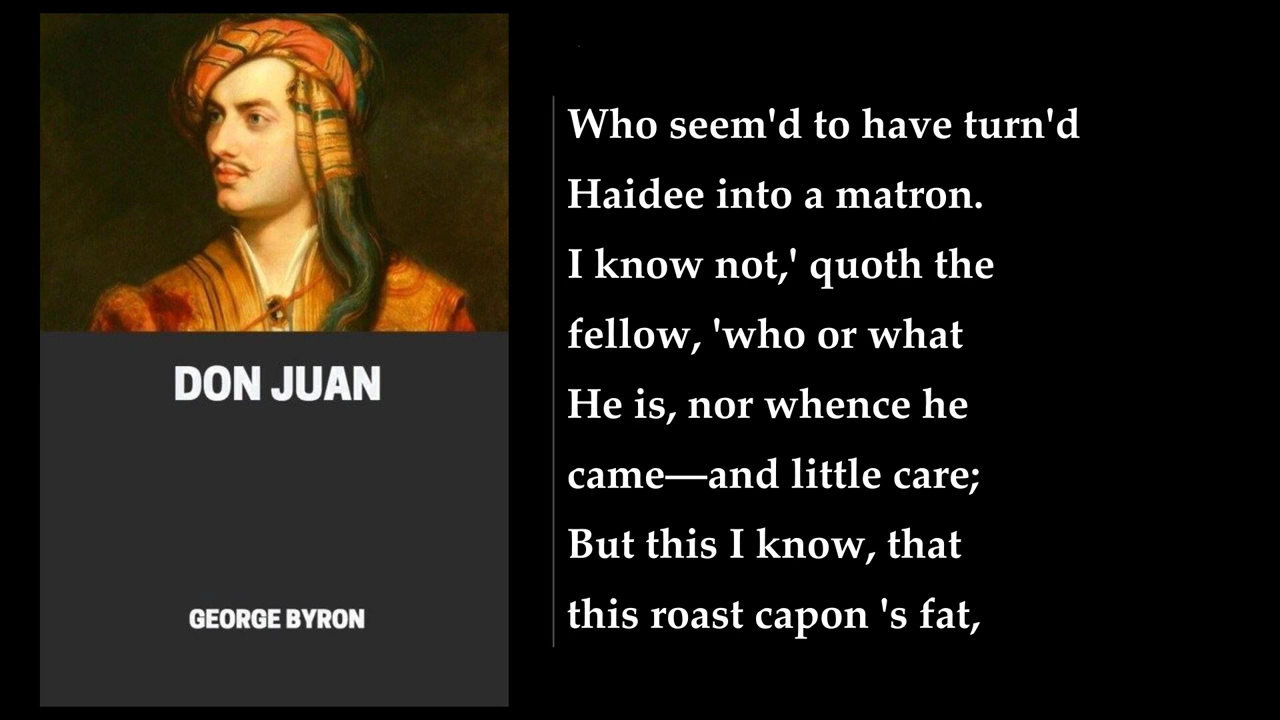 DON JUAN
GEORGE BYRON
Who seem'd to have turn'd
Haidee into a matron.
I know not,' quoth the
fellow, 'who or what
He is, nor whence he
came—and little care;
But this I know, that
this roast capon 's fat,